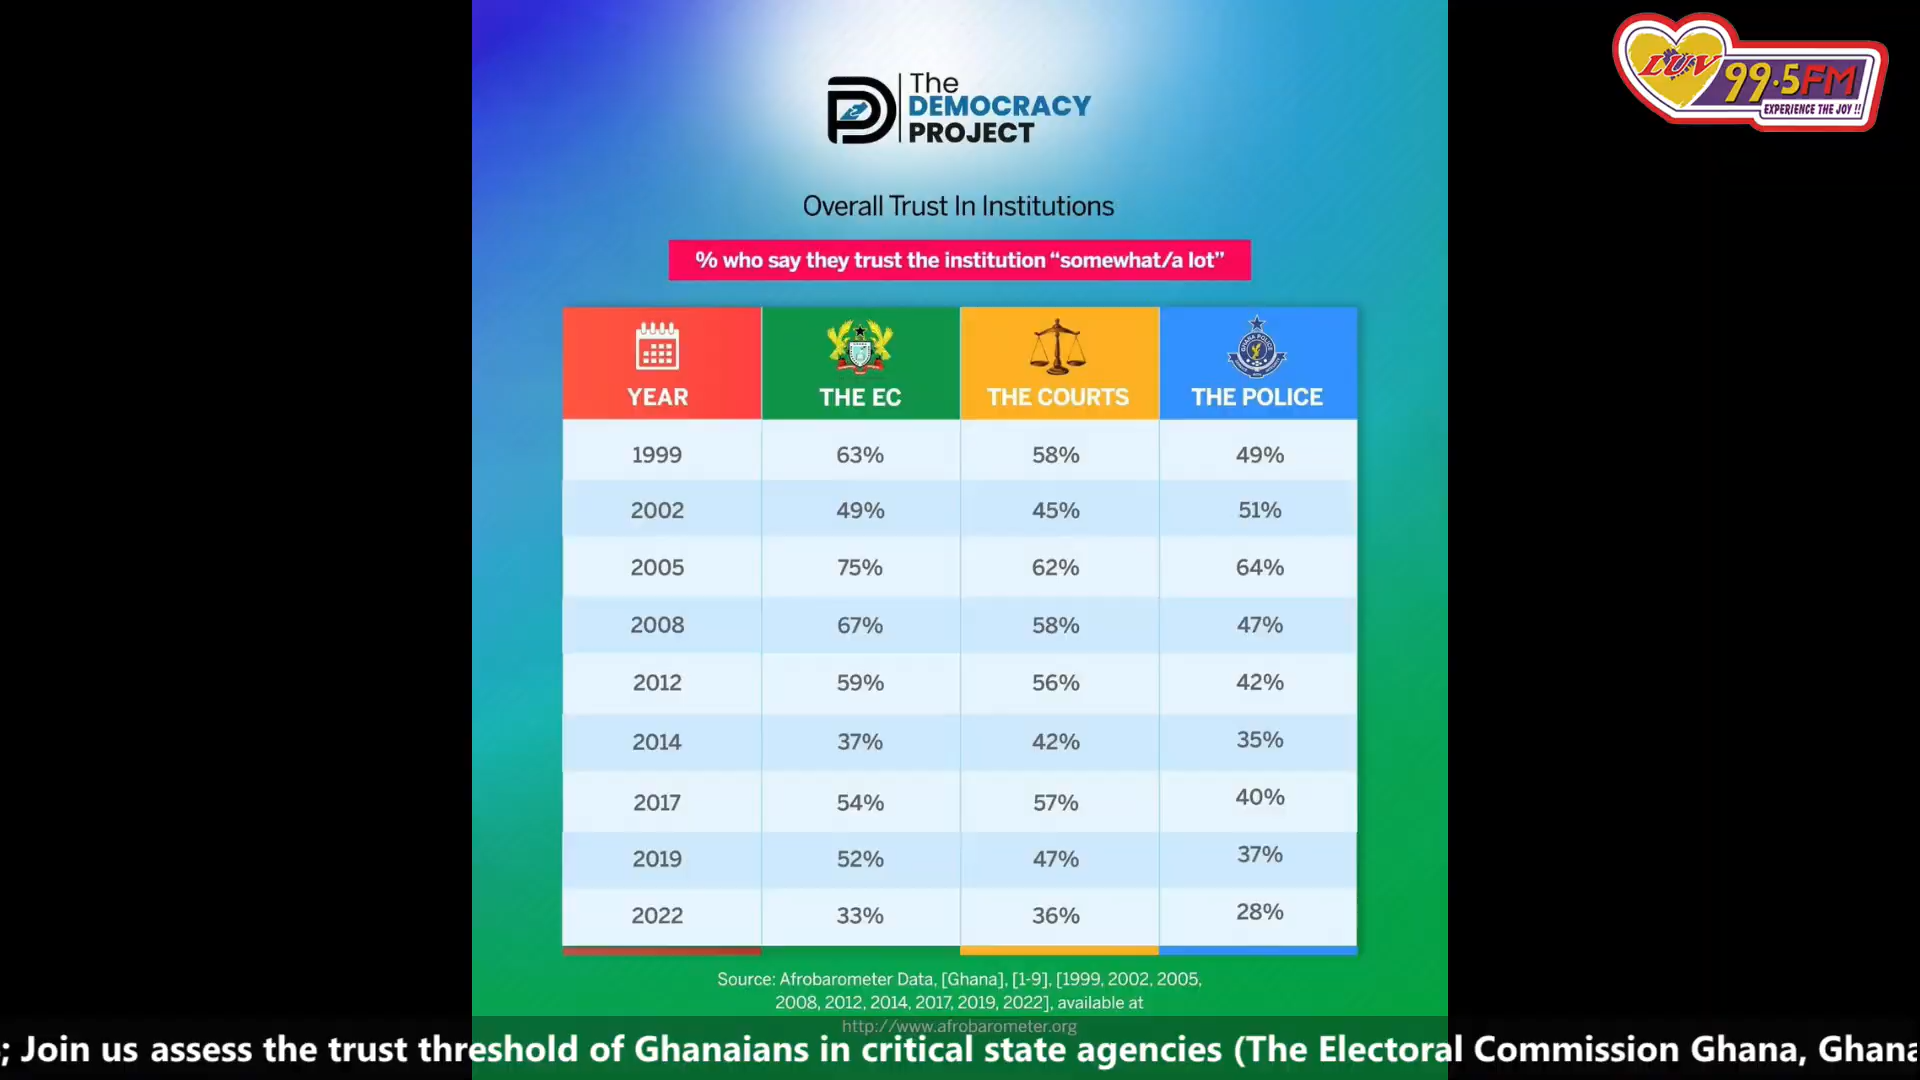 The
DEMOCRACY
PROJECT
LUV 99.5FM
EXPERIENCE THE JOY !!
Overall Trust In Institutions
% who say they trust the institution “somewhat/a lot”
YEAR THE EC THE COURTS THE POLICE
1999 63% 58% 49%
2002 49% 45% 51%
2005 75% 62% 64%
2008 67% 58% 47%
2012 59% 56% 42%
2014 37% 42% 35%
2017 54% 57% 40%
2019 52% 47% 37%
2022 33% 36% 28%
Source: Afrobarometer Data, [Ghana], [1-9], [1999, 2002, 2005,
2008, 2012, 2014, 2017, 2019, 2022], available at
http://www.afrobarometer.org
; Join us assess the trust threshold of Ghanaians in critical state agencies (The Electoral Commission Ghana, Ghana